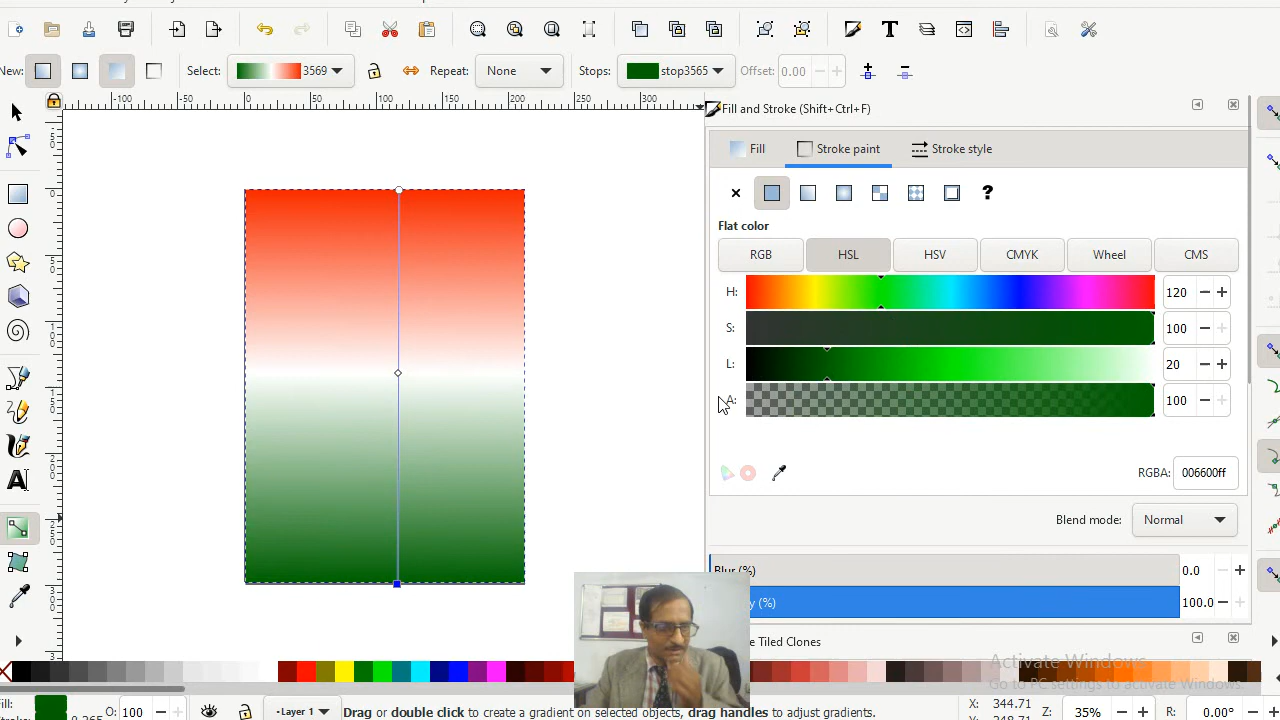 New:
Select:
3569
Repeat:
None
Stops:
stop3565
Offset:
0.00
-100
-50
0
50
100
150
200
250
300
Fill and Stroke (Shift+Ctrl+F)
Fill
Stroke paint
Stroke style
?
Flat color
RGB
HSL
HSV
CMYK
Wheel
CMS
H:
120
S:
100
L:
20
A:
100
RGBA:
006600ff
Blend mode:
Normal
Blur (%)
0.0
y (%)
100.0
Tiled Clones
Activate Windows
Go to PC settings to activate Windows.
Fill:
O:
100
Layer 1
Drag or double click to create a gradient on selected objects, drag handles to adjust gradients.
X:
344.71
Z:
35%
R:
0.00°